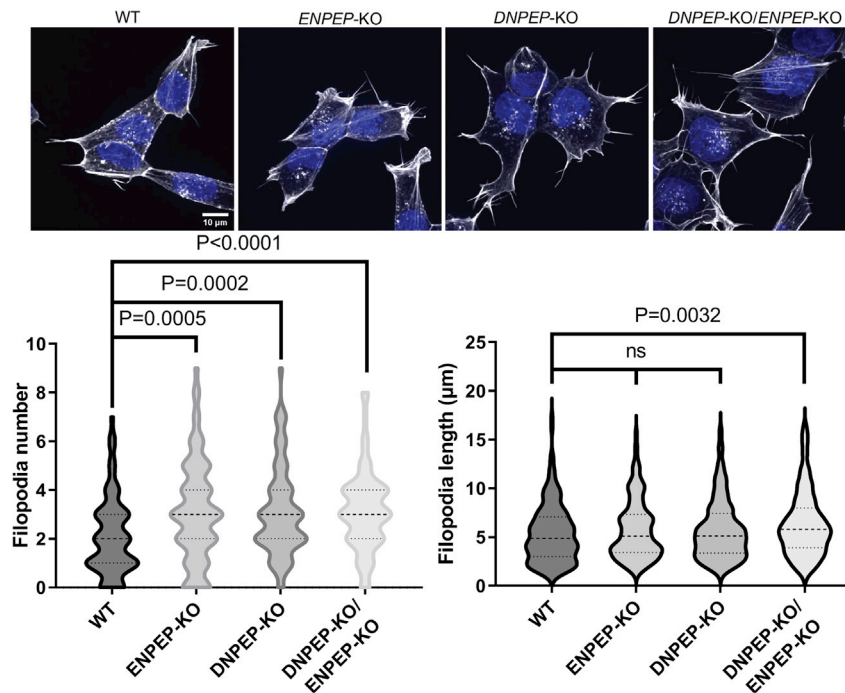 WT
ENPEP-KO
DNPEP-KO
DNPEP-KO/ENPEP-KO
10 µm
P<0.0001
P=0.0002
P=0.0005
10
8
6
4
2
0
Filopodia number
WT
ENPEP-KO
DNPEP-KO
DNPEP-KO/
ENPEP-KO
P=0.0032
ns
25
20
15
10
5
0
Filopodia length (µm)
WT
ENPEP-KO
DNPEP-KO
DNPEP-KO/
ENPEP-KO